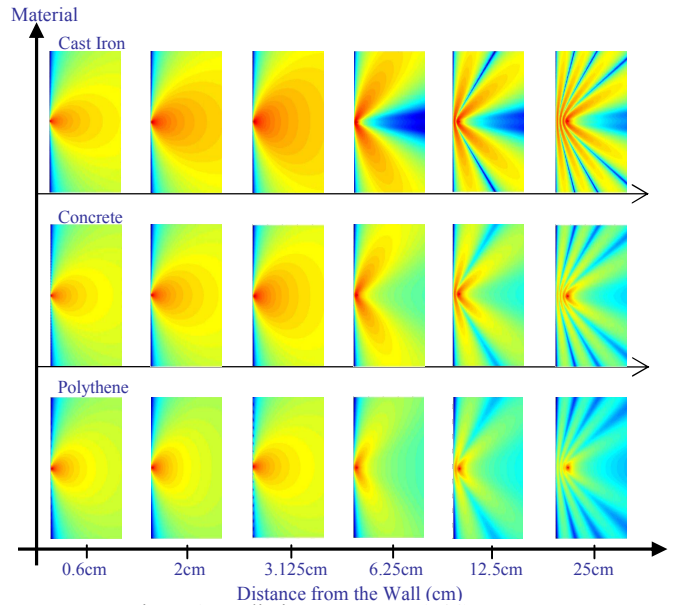 Material
Cast Iron
Concrete
Polythene
0.6cm 2cm 3.125cm 6.25cm 12.5cm 25cm
Distance from the Wall (cm)